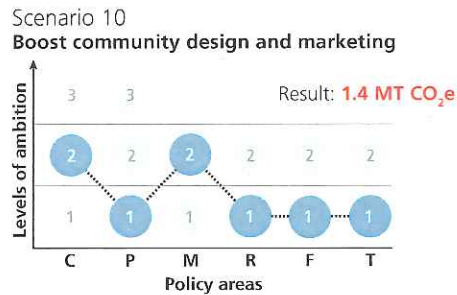 Scenario 10
Boost community design and marketing
Levels of ambition
Result: 1.4 MT CO₂e
3 3
2 2 2 2 2 2
1 1 1 1 1 1
C P M R F T
Policy areas